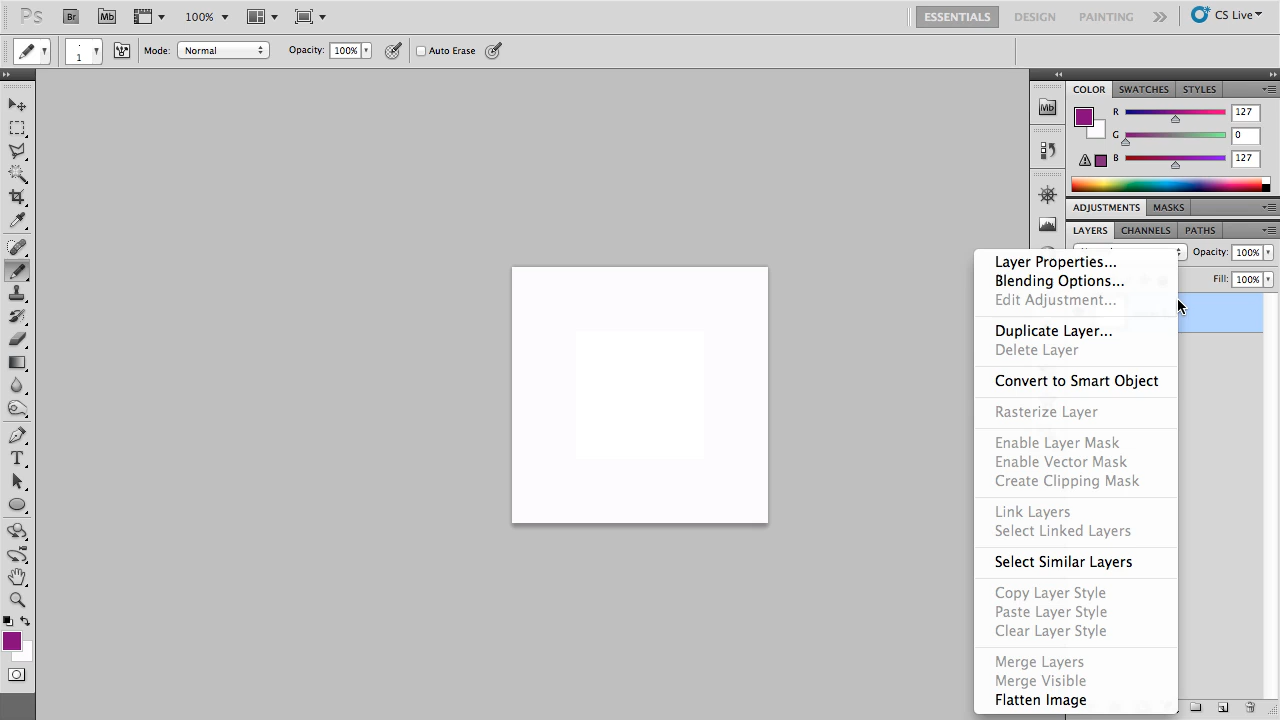 Ps Br Mb 100% ESSENTIALS DESIGN PAINTING CS Live
1 Mode: Normal Opacity: 100% Auto Erase
COLOR SWATCHES STYLES
Mb
R 127
G 0
B 127
ADJUSTMENTS MASKS
LAYERS CHANNELS PATHS
Opacity: 100%
Fill: 100%
Layer Properties...
Blending Options...
Edit Adjustment...
Duplicate Layer...
Delete Layer
Convert to Smart Object
Rasterize Layer
Enable Layer Mask
Enable Vector Mask
Create Clipping Mask
Link Layers
Select Linked Layers
Select Similar Layers
Copy Layer Style
Paste Layer Style
Clear Layer Style
Merge Layers
Merge Visible
Flatten Image
T